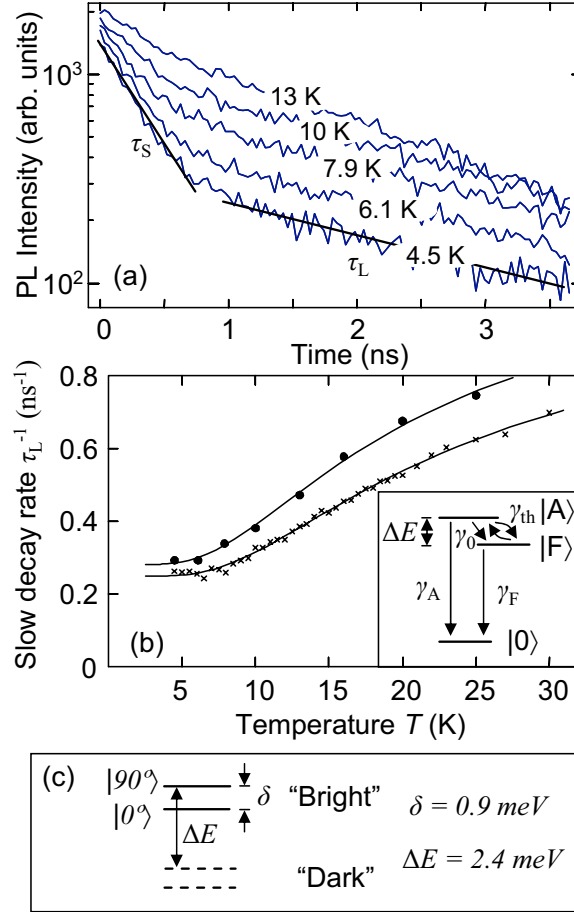 PL Intensity (arb. units)
10³
10²
13 K
10 K
7.9 K
6.1 K
4.5 K
τS
τL
(a)
0 1 2 3
Time (ns)
Slow decay rate τL⁻¹ (ns⁻¹)
0.8
0.6
0.4
0.2
0
(b)
ΔE
γ0
γth
|A⟩
|F⟩
γA
γF
|0⟩
5 10 15 20 25 30
Temperature T (K)
(c)
|90º⟩
|0º⟩
δ
"Bright"
δ = 0.9 meV
ΔE
ΔE = 2.4 meV
"Dark"